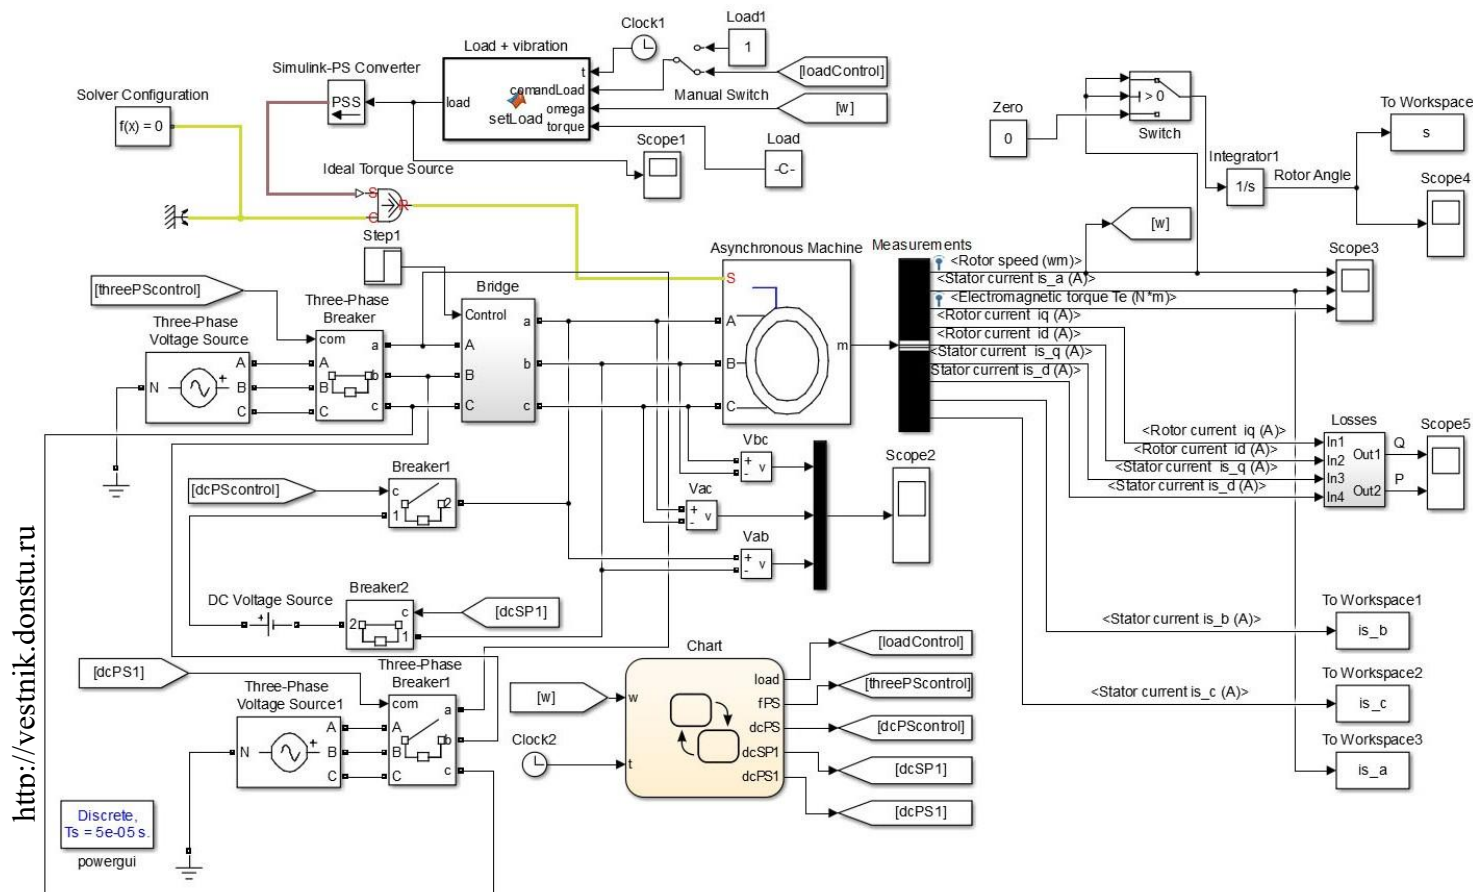 Clock1
Load1
1
Load + vibration
t
comandLoad
omega
torque
load
setLoad
[loadControl]
Manual Switch
[w]
Load
-C-
Simulink-PS Converter
PSS
Solver Configuration
f(x) = 0
Scope1
Ideal Torque Source
S
C
R
Zero
0
> 0
Switch
Integrator1
1/s
Rotor Angle
To Workspace
s
Scope4
[w]
Scope3
Step1
Asynchronous Machine
S
A
B
C
m
Measurements
<Rotor speed (wm)>
<Stator current is_a (A)>
<Electromagnetic torque Te (N*m)>
<Rotor current iq (A)>
<Rotor current id (A)>
<Stator current is_q (A)>
Stator current is_d (A)>
[threePScontrol]
Three-Phase
Breaker
com
A
B
C
a
b
c
Three-Phase
Voltage Source
N
A
B
C
Bridge
Control
A
B
C
a
b
c
Vbc
+
-
v
Vac
+
-
v
Vab
+
-
v
Scope2
<Rotor current iq (A)>
<Rotor current id (A)>
<Stator current is_q (A)>
<Stator current is_d (A)>
Losses
In1
In2
In3
In4
Out1
Out2
Q
P
Scope5
[dcPScontrol]
Breaker1
c
1
2
DC Voltage Source
+
Breaker2
c
2
1
[dcSP1]
[dcPS1]
Three-Phase
Breaker1
com
A
B
C
a
b
c
Three-Phase
Voltage Source1
N
A
B
C
+
Chart
w
t
load
fPS
dcPS
dcSP1
dcPS1
[w]
Clock2
[loadControl]
[threePScontrol]
[dcPScontrol]
[dcSP1]
[dcPS1]
<Stator current is_b (A)>
To Workspace1
is_b
<Stator current is_c (A)>
To Workspace2
is_c
To Workspace3
is_a
Discrete,
Ts = 5e-05 s.
powergui
http://vestnik.donstu.ru